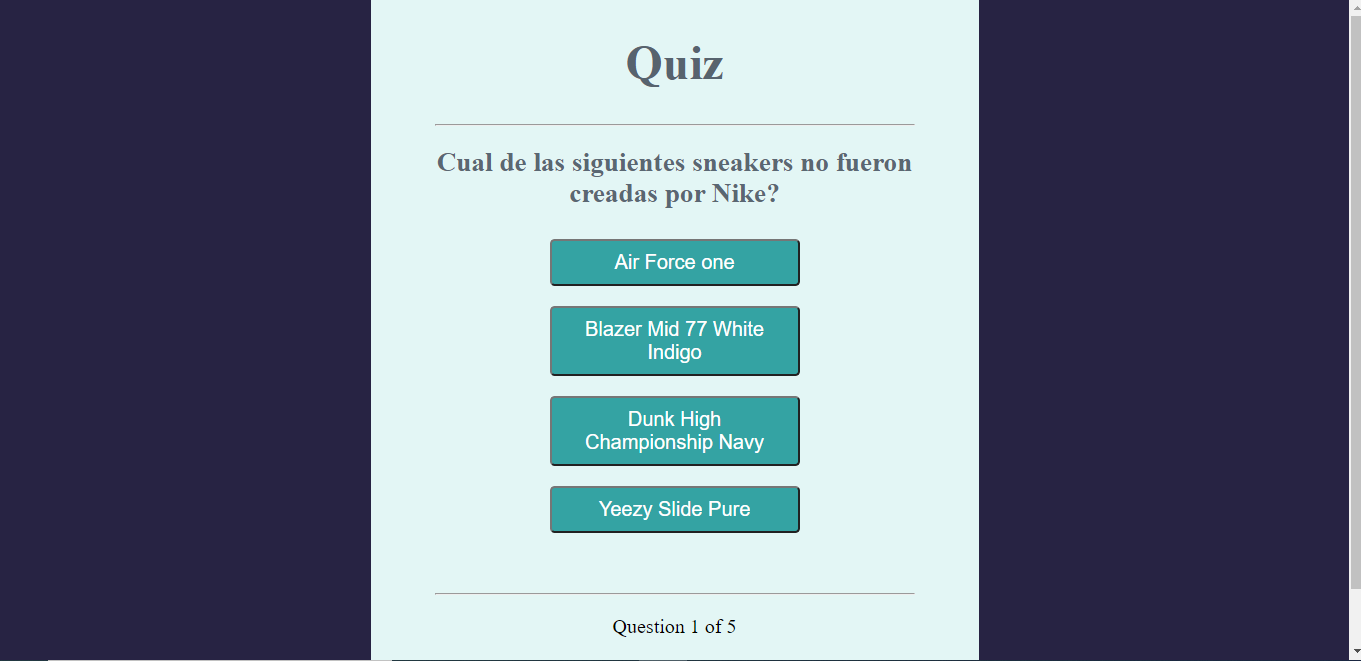 Quiz
Cual de las siguientes sneakers no fueron
creadas por Nike?
Air Force one
Blazer Mid 77 White
Indigo
Dunk High
Championship Navy
Yeezy Slide Pure
Question 1 of 5